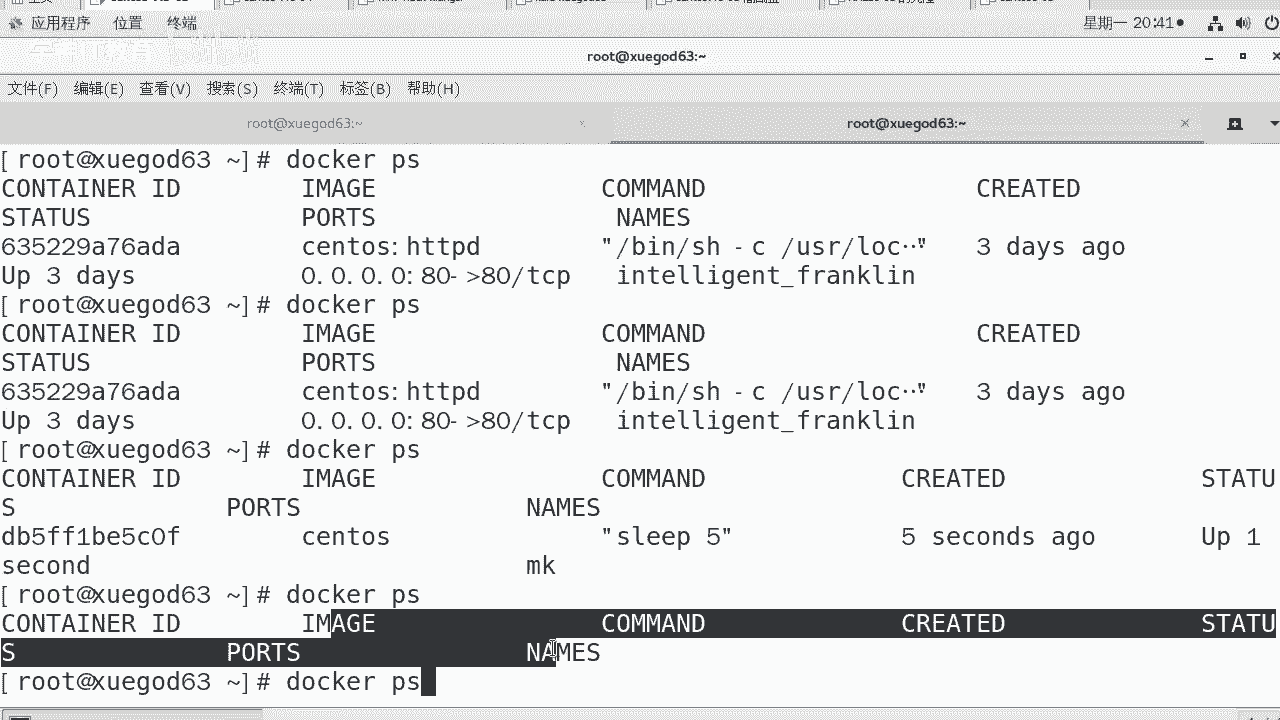 应用程序 位置 终端 星期一 20:41
root@xuegod63:~
文件(F) 编辑(E) 查看(V) 搜索(S) 终端(T) 标签(B) 帮助(H)
root@xuegod63:~ × root@xuegod63:~ ×
[root@xuegod63 ~]# docker ps
CONTAINER ID IMAGE COMMAND CREATED
STATUS PORTS NAMES
635229a76ada centos:httpd "/bin/sh -c /usr/loc…" 3 days ago
Up 3 days 0.0.0.0:80->80/tcp intelligent_franklin
[root@xuegod63 ~]# docker ps
CONTAINER ID IMAGE COMMAND CREATED
STATUS PORTS NAMES
635229a76ada centos:httpd "/bin/sh -c /usr/loc…" 3 days ago
Up 3 days 0.0.0.0:80->80/tcp intelligent_franklin
[root@xuegod63 ~]# docker ps
CONTAINER ID IMAGE COMMAND CREATED STATU
S PORTS NAMES
db5ff1be5c0f centos "sleep 5" 5 seconds ago Up 1
second mk
[root@xuegod63 ~]# docker ps
CONTAINER ID IMAGE COMMAND CREATED STATU
S PORTS NAMES
[root@xuegod63 ~]# docker ps